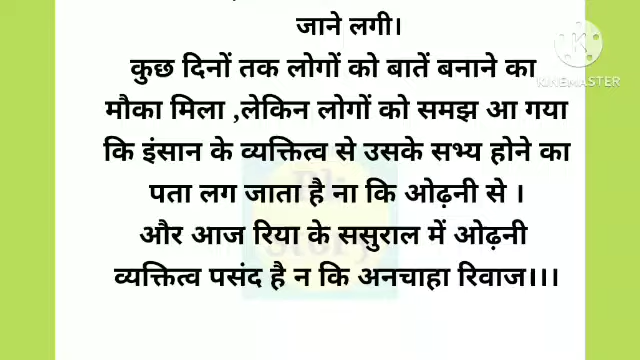 जाने लगी।
कुछ दिनों तक लोगों को बातें बनाने का
मौका मिला ,लेकिन लोगों को समझ आ गया
कि इंसान के व्यक्तित्व से उसके सभ्य होने का
पता लग जाता है ना कि ओढ़नी से ।
और आज रिया के ससुराल में ओढ़नी
व्यक्तित्व पसंद है न कि अनचाहा रिवाज।।।
KINEMASTER